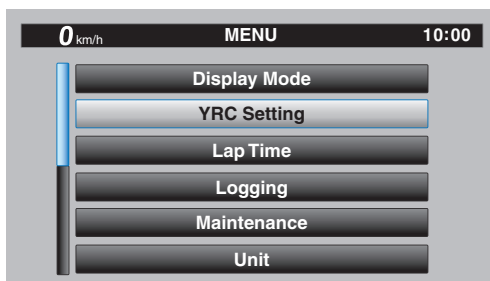 0 km/h MENU 10:00
Display Mode
YRC Setting
Lap Time
Logging
Maintenance
Unit